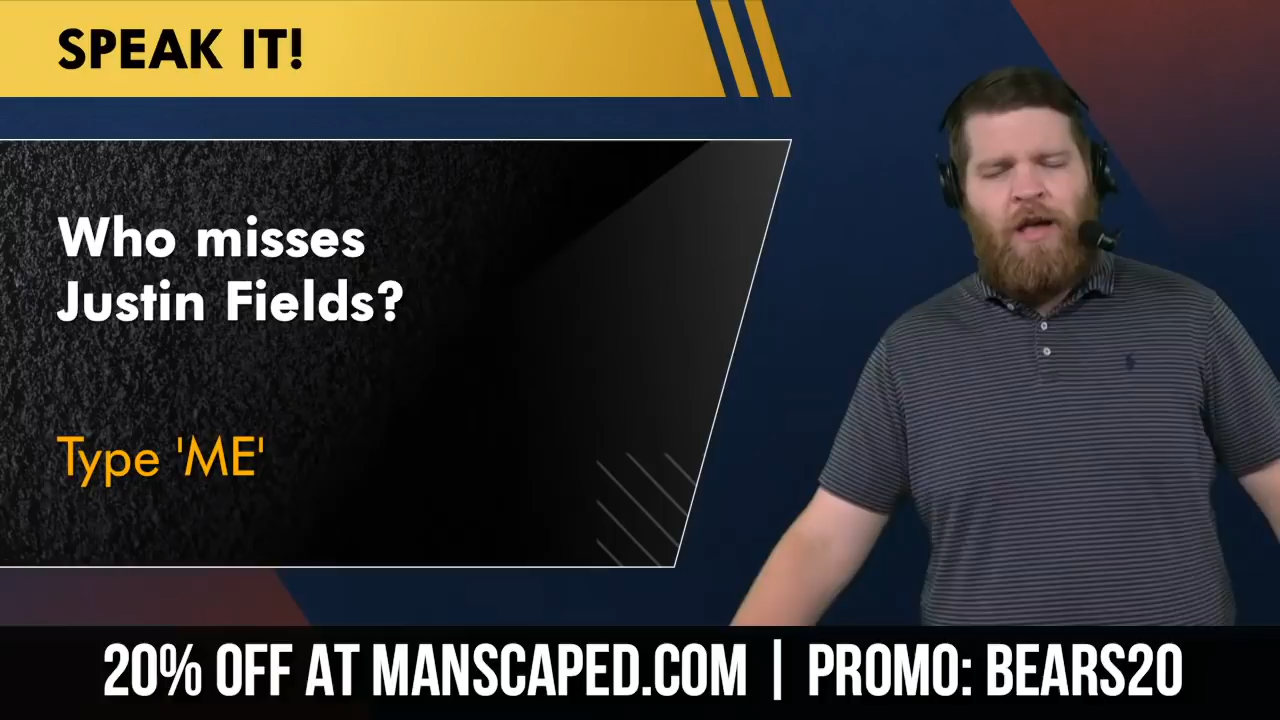 SPEAK IT!
Who misses
Justin Fields?
Type 'ME'
20% OFF AT MANSCAPED.COM | PROMO: BEARS20